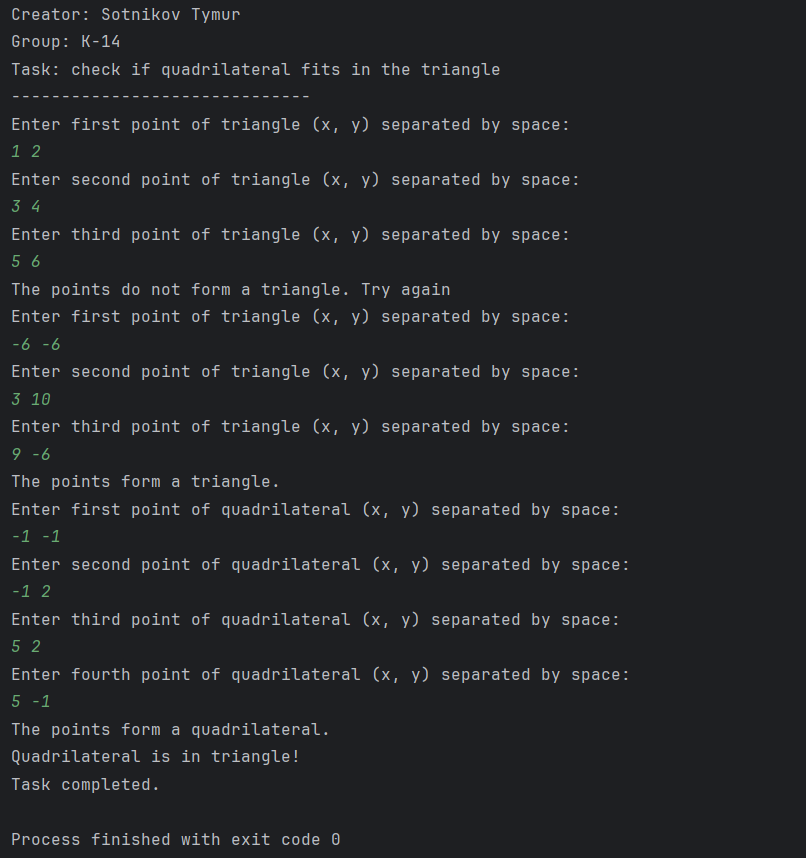 Creator: Sotnikov Tymur
Group: K-14
Task: check if quadrilateral fits in the triangle
------------------------------
Enter first point of triangle (x, y) separated by space:
1 2
Enter second point of triangle (x, y) separated by space:
3 4
Enter third point of triangle (x, y) separated by space:
5 6
The points do not form a triangle. Try again
Enter first point of triangle (x, y) separated by space:
-6 -6
Enter second point of triangle (x, y) separated by space:
3 10
Enter third point of triangle (x, y) separated by space:
9 -6
The points form a triangle.
Enter first point of quadrilateral (x, y) separated by space:
-1 -1
Enter second point of quadrilateral (x, y) separated by space:
-1 2
Enter third point of quadrilateral (x, y) separated by space:
5 2
Enter fourth point of quadrilateral (x, y) separated by space:
5 -1
The points form a quadrilateral.
Quadrilateral is in triangle!
Task completed.
Process finished with exit code 0